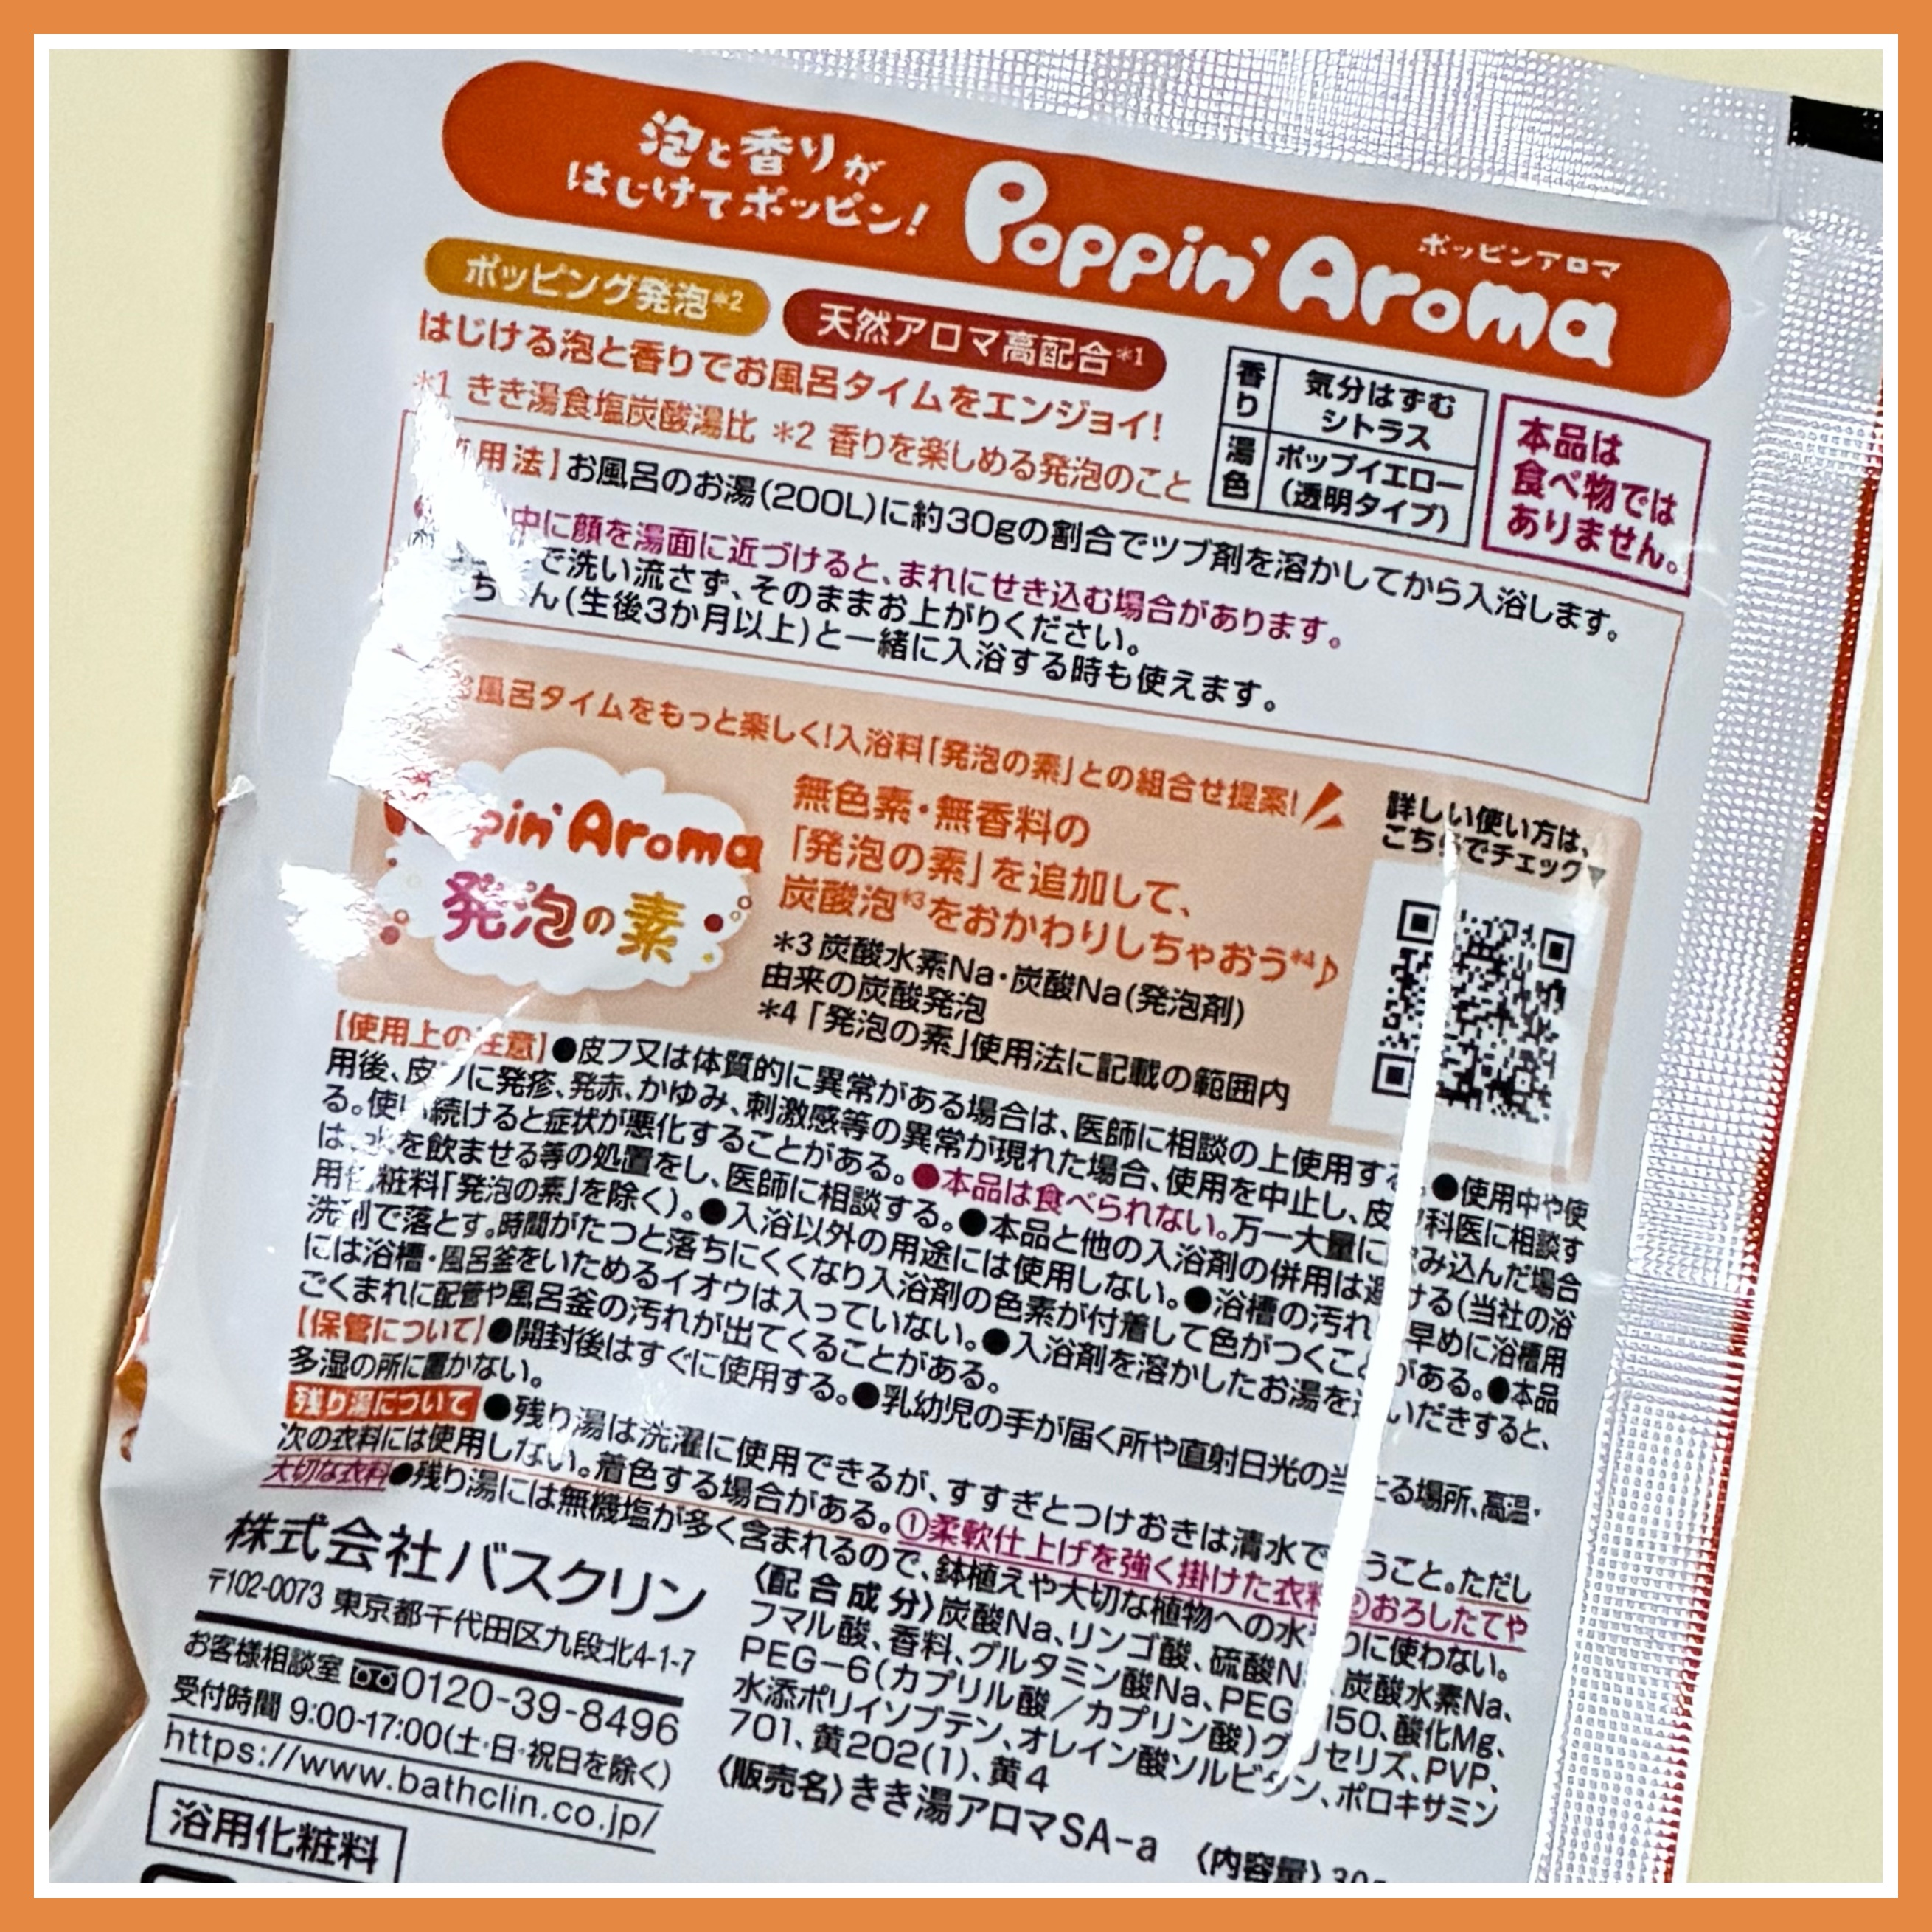 泡と香りが
はじけてポッピン!
Poppin' Aroma
ポッピンアロマ
ポッピング発泡*2
天然アロマ高配合*1
はじける泡と香りでお風呂タイムをエンジョイ!
*1 きき湯食塩炭酸湯比 *2 香りを楽しめる発泡のこと
香り 気分はずむシトラス
湯色 ポップイエロー(透明タイプ)
本品は
食べ物では
ありません。
用法】お風呂のお湯(200L)に約30gの割合でツブ剤を溶かしてから入浴します。
中に顔を湯面に近づけると、まれにせき込む場合があります。
で洗い流さず、そのままお上がりください。
ち ん(生後3か月以上)と一緒に入浴する時も使えます。
風呂タイムをもっと楽しく!入浴料「発泡の素」との組合せ提案!
Poppin' Aroma
発泡の素
無色素・無香料の
「発泡の素」を追加して、
炭酸泡*3をおかわりしちゃおう*4♪
*3 炭酸水素Na・炭酸Na(発泡剤)
由来の炭酸発泡
*4「発泡の素」使用法に記載の範囲内
詳しい使い方は、
こちらでチェック▼
【使用上の注意】●皮フ又は体質的に異常がある場合は、医師に相談の上使用する。●使用中や使
用後、皮フに発疹、発赤、かゆみ、刺激感等の異常が現れた場合、使用を中止し、皮 科医に相談す
る。使い続けると症状が悪化することがある。●本品は食べられない。万一大量に み込んだ場合
は、水を飲ませる等の処置をし、医師に相談する。●本品と他の入浴剤の併用は避ける(当社の浴
用化粧料「発泡の素」を除く)。●入浴以外の用途には使用しない。●浴槽の汚れ 早めに浴槽用
洗剤で落とす。時間がたつと落ちにくくなり入浴剤の色素が付着して色がつくことがある。●本品
には浴槽・風呂釜をいためるイオウは入っていない。●入浴剤を溶かしたお湯を いだきすると、
ごくまれに配管や風呂釜の汚れが出てくることがある。
【保管について】●開封後はすぐに使用する。●乳幼児の手が届く所や直射日光の当たる場所、高温・
多湿の所に置かない。
残り湯について ●残り湯は洗濯に使用できるが、すすぎとつけおきは清水で うこと。ただし
次の衣料には使用しない。着色する場合がある。①柔軟仕上げを強く掛けた衣料②おろしたてや
大切な衣料●残り湯には無機塩が多く含まれるので、鉢植えや大切な植物への水 りに使わない。
株式会社バスクリン
〒102-0073 東京都千代田区九段北4-1-7
お客様相談室 0120-39-8496
受付時間 9:00-17:00(土・日・祝日を除く)
https://www.bathclin.co.jp/
浴用化粧料
〈配合成分〉炭酸Na、リンゴ酸、硫酸N 、炭酸水素Na、
フマル酸、香料、グルタミン酸Na、PEG 150、酸化Mg、
PEG-6(カプリル酸/カプリン酸)グリセリズ、PVP、
水添ポリイソブテン、オレイン酸ソルビタン、ポロキサミン
701、黄202(1)、黄4
〈販売名〉きき湯アロマSA-a 〈内容量〉